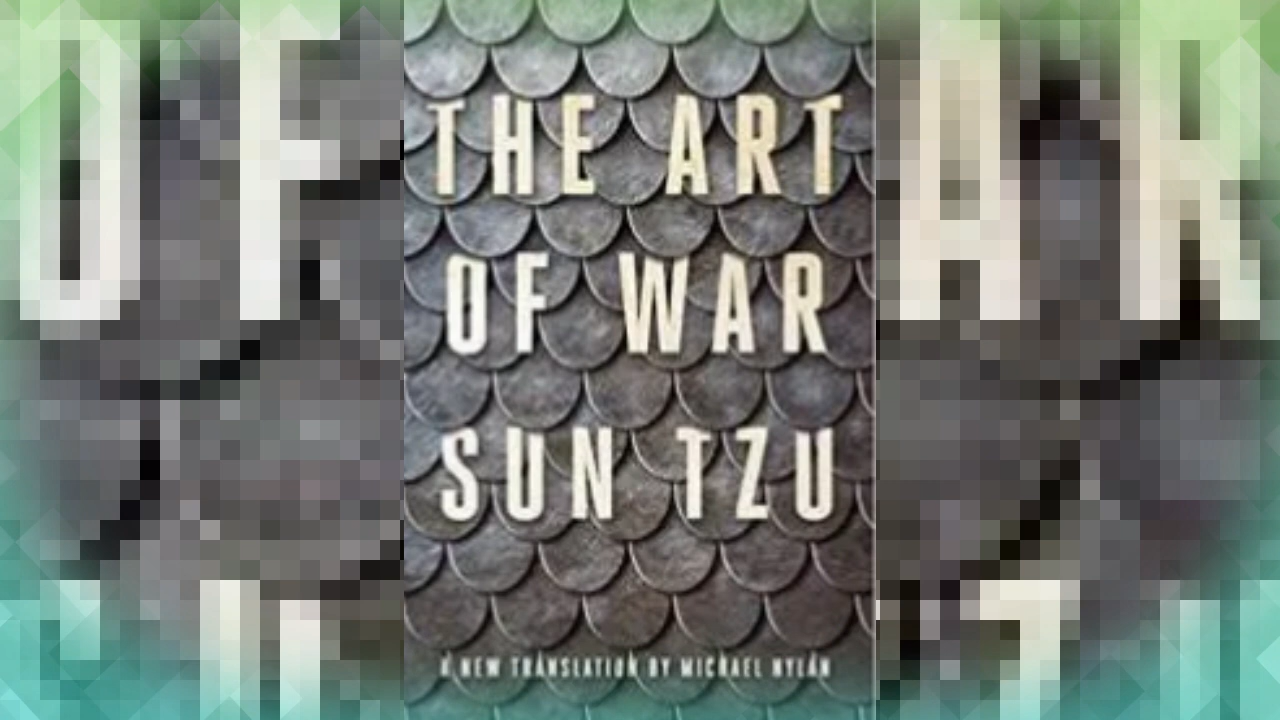 THE ART
OF WAR
SUN TZU
A NEW TRANSLATION BY MICHAEL NYLAN